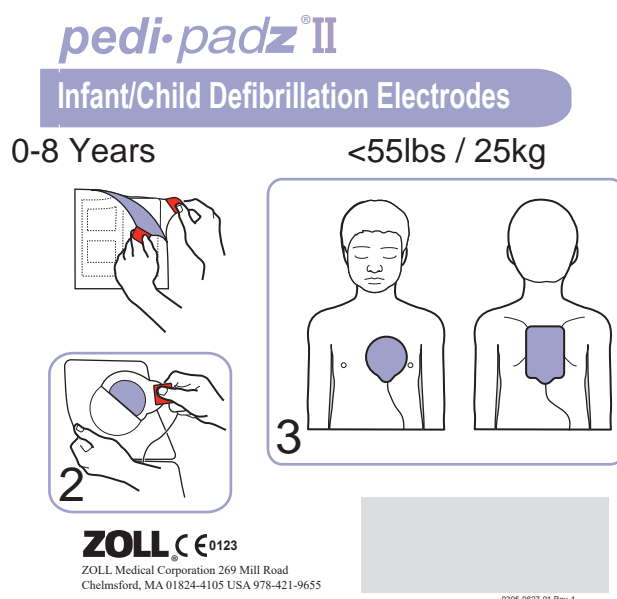 pedi•padz®II
Infant/Child Defibrillation Electrodes
0-8 Years
<55lbs / 25kg
2
3
ZOLL® CE0123
ZOLL Medical Corporation 269 Mill Road
Chelmsford, MA 01824-4105 USA 978-421-9655